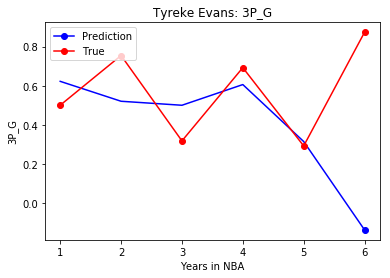 Tyreke Evans: 3P_G
Prediction
True
0.8
0.6
0.4
0.2
0.0
3P_G
1 2 3 4 5 6
Years in NBA